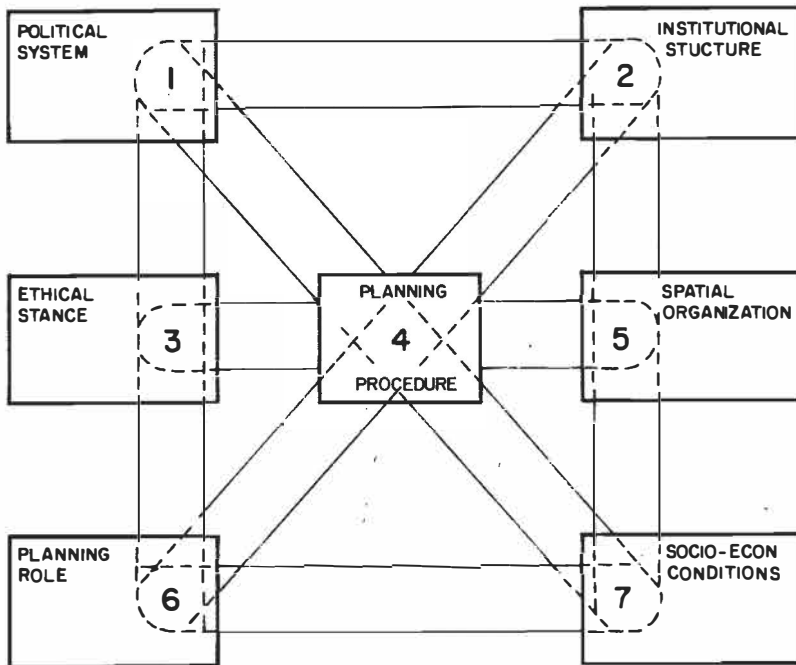 POLITICAL
SYSTEM
1
INSTITUTIONAL
STUCTURE
2
ETHICAL
STANCE
3
PLANNING
4
PROCEDURE
SPATIAL
ORGANIZATION
5
PLANNING
ROLE
6
SOCIO-ECON
CONDITIONS
7